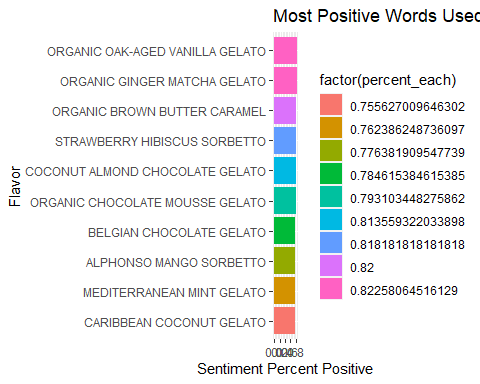 Most Positive Words Used
ORGANIC OAK-AGED VANILLA GELATO
ORGANIC GINGER MATCHA GELATO
ORGANIC BROWN BUTTER CARAMEL
STRAWBERRY HIBISCUS SORBETTO
COCONUT ALMOND CHOCOLATE GELATO
ORGANIC CHOCOLATE MOUSSE GELATO
BELGIAN CHOCOLATE GELATO
ALPHONSO MANGO SORBETTO
MEDITERRANEAN MINT GELATO
CARIBBEAN COCONUT GELATO
Flavor
Sentiment Percent Positive
factor(percent_each)
0.755627009646302
0.762386248736097
0.776381909547739
0.784615384615385
0.793103448275862
0.813559322033898
0.818181818181818
0.82
0.82258064516129